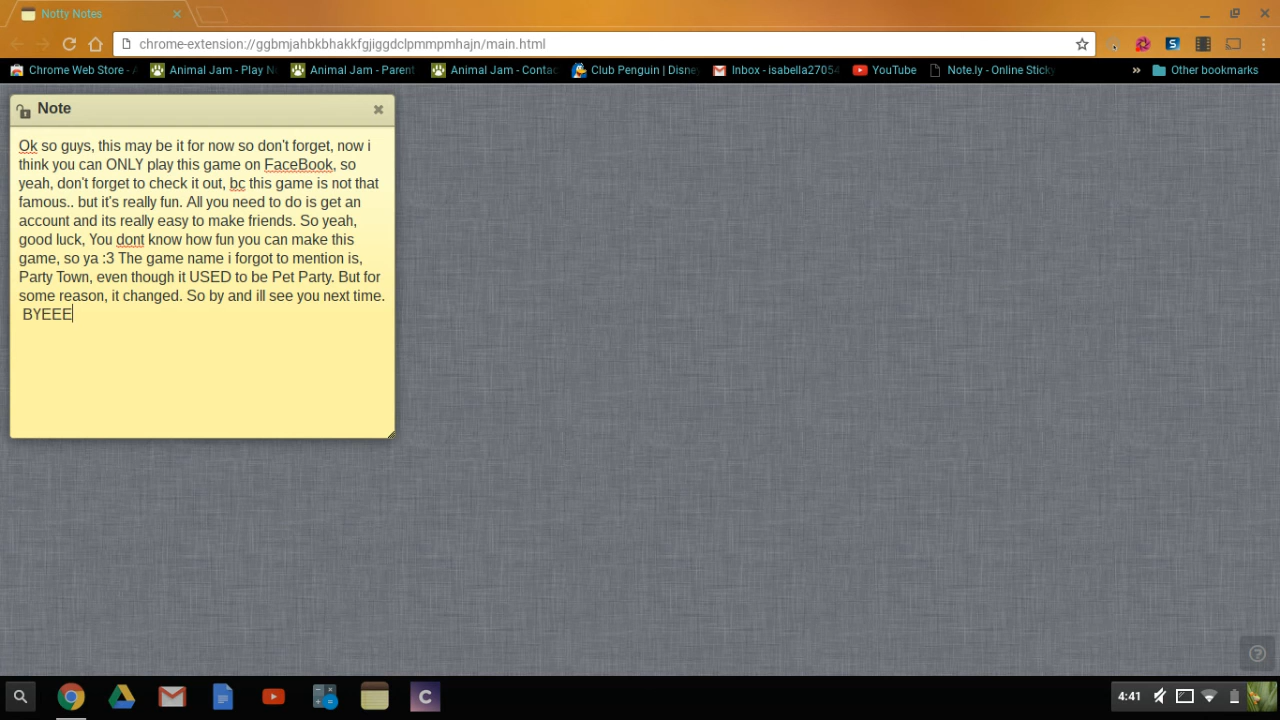 Notty Notes
chrome-extension://ggbmjahbkbhakkfgjiggdclpmmpmhajn/main.html
Chrome Web Store - Animal Jam - Play N Animal Jam - Parent Animal Jam - Contac Club Penguin | Disne Inbox - isabella27054 YouTube Note.ly - Online Sticky » Other bookmarks
Note
Ok so guys, this may be it for now so don't forget, now i
think you can ONLY play this game on FaceBook, so
yeah, don't forget to check it out, bc this game is not that
famous.. but it's really fun. All you need to do is get an
account and its really easy to make friends. So yeah,
good luck, You dont know how fun you can make this
game, so ya :3 The game name i forgot to mention is,
Party Town, even though it USED to be Pet Party. But for
some reason, it changed. So by and ill see you next time.
BYEEE
C
4:41